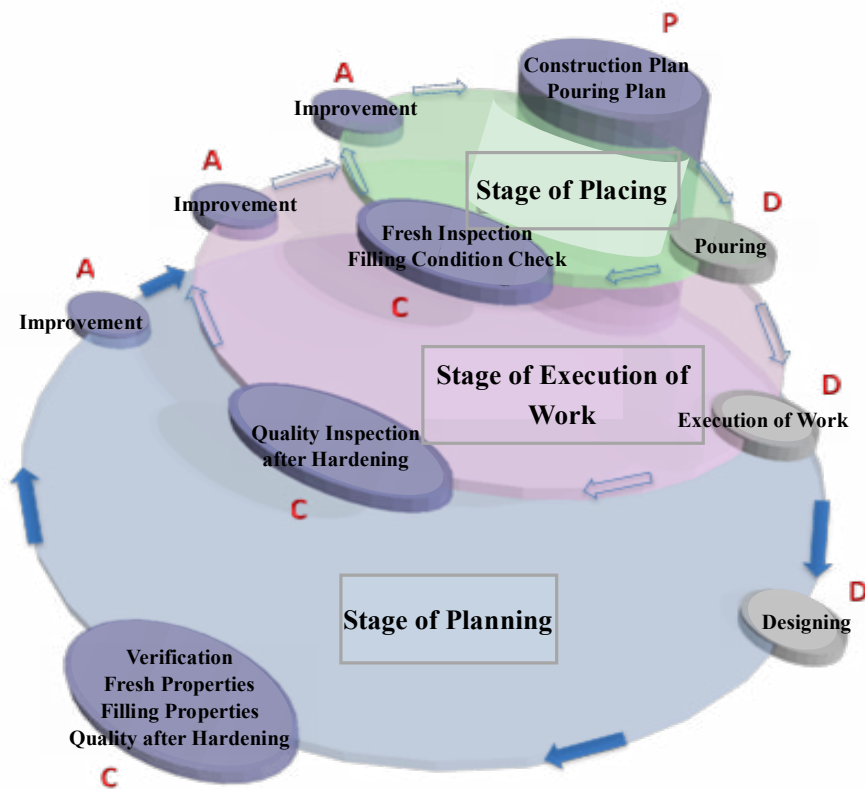 P
Construction Plan
Pouring Plan
A
Improvement
Stage of Placing
A
Improvement
D
Pouring
Fresh Inspection
Filling Condition Check
C
A
Improvement
Stage of Execution of
Work
D
Execution of Work
Quality Inspection
after Hardening
C
Stage of Planning
D
Designing
Verification
Fresh Properties
Filling Properties
Quality after Hardening
C